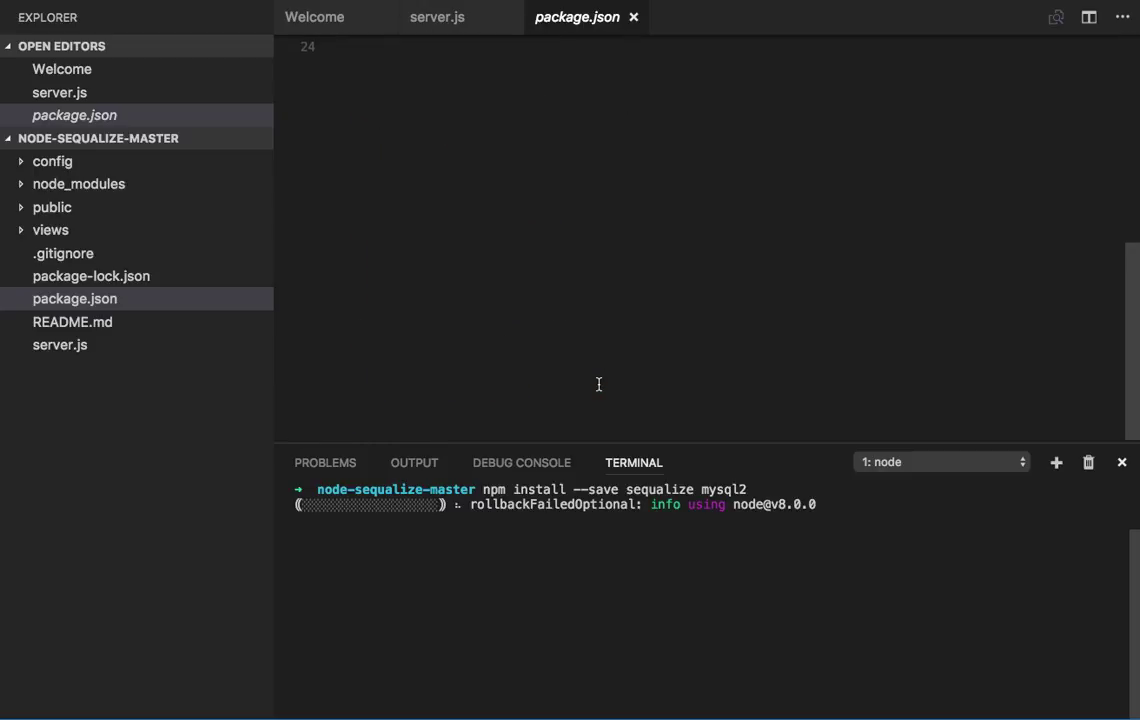 EXPLORER
Welcome
server.js
package.json
OPEN EDITORS
Welcome
server.js
package.json
NODE-SEQUALIZE-MASTER
config
node_modules
public
views
.gitignore
package-lock.json
package.json
README.md
server.js
24
PROBLEMS
OUTPUT
DEBUG CONSOLE
TERMINAL
1: node
→ node-sequalize-master npm install --save sequalize mysql2
(░░░░░░░░░░░░░░░░░░) ⠦ rollbackFailedOptional: info using node@v8.0.0